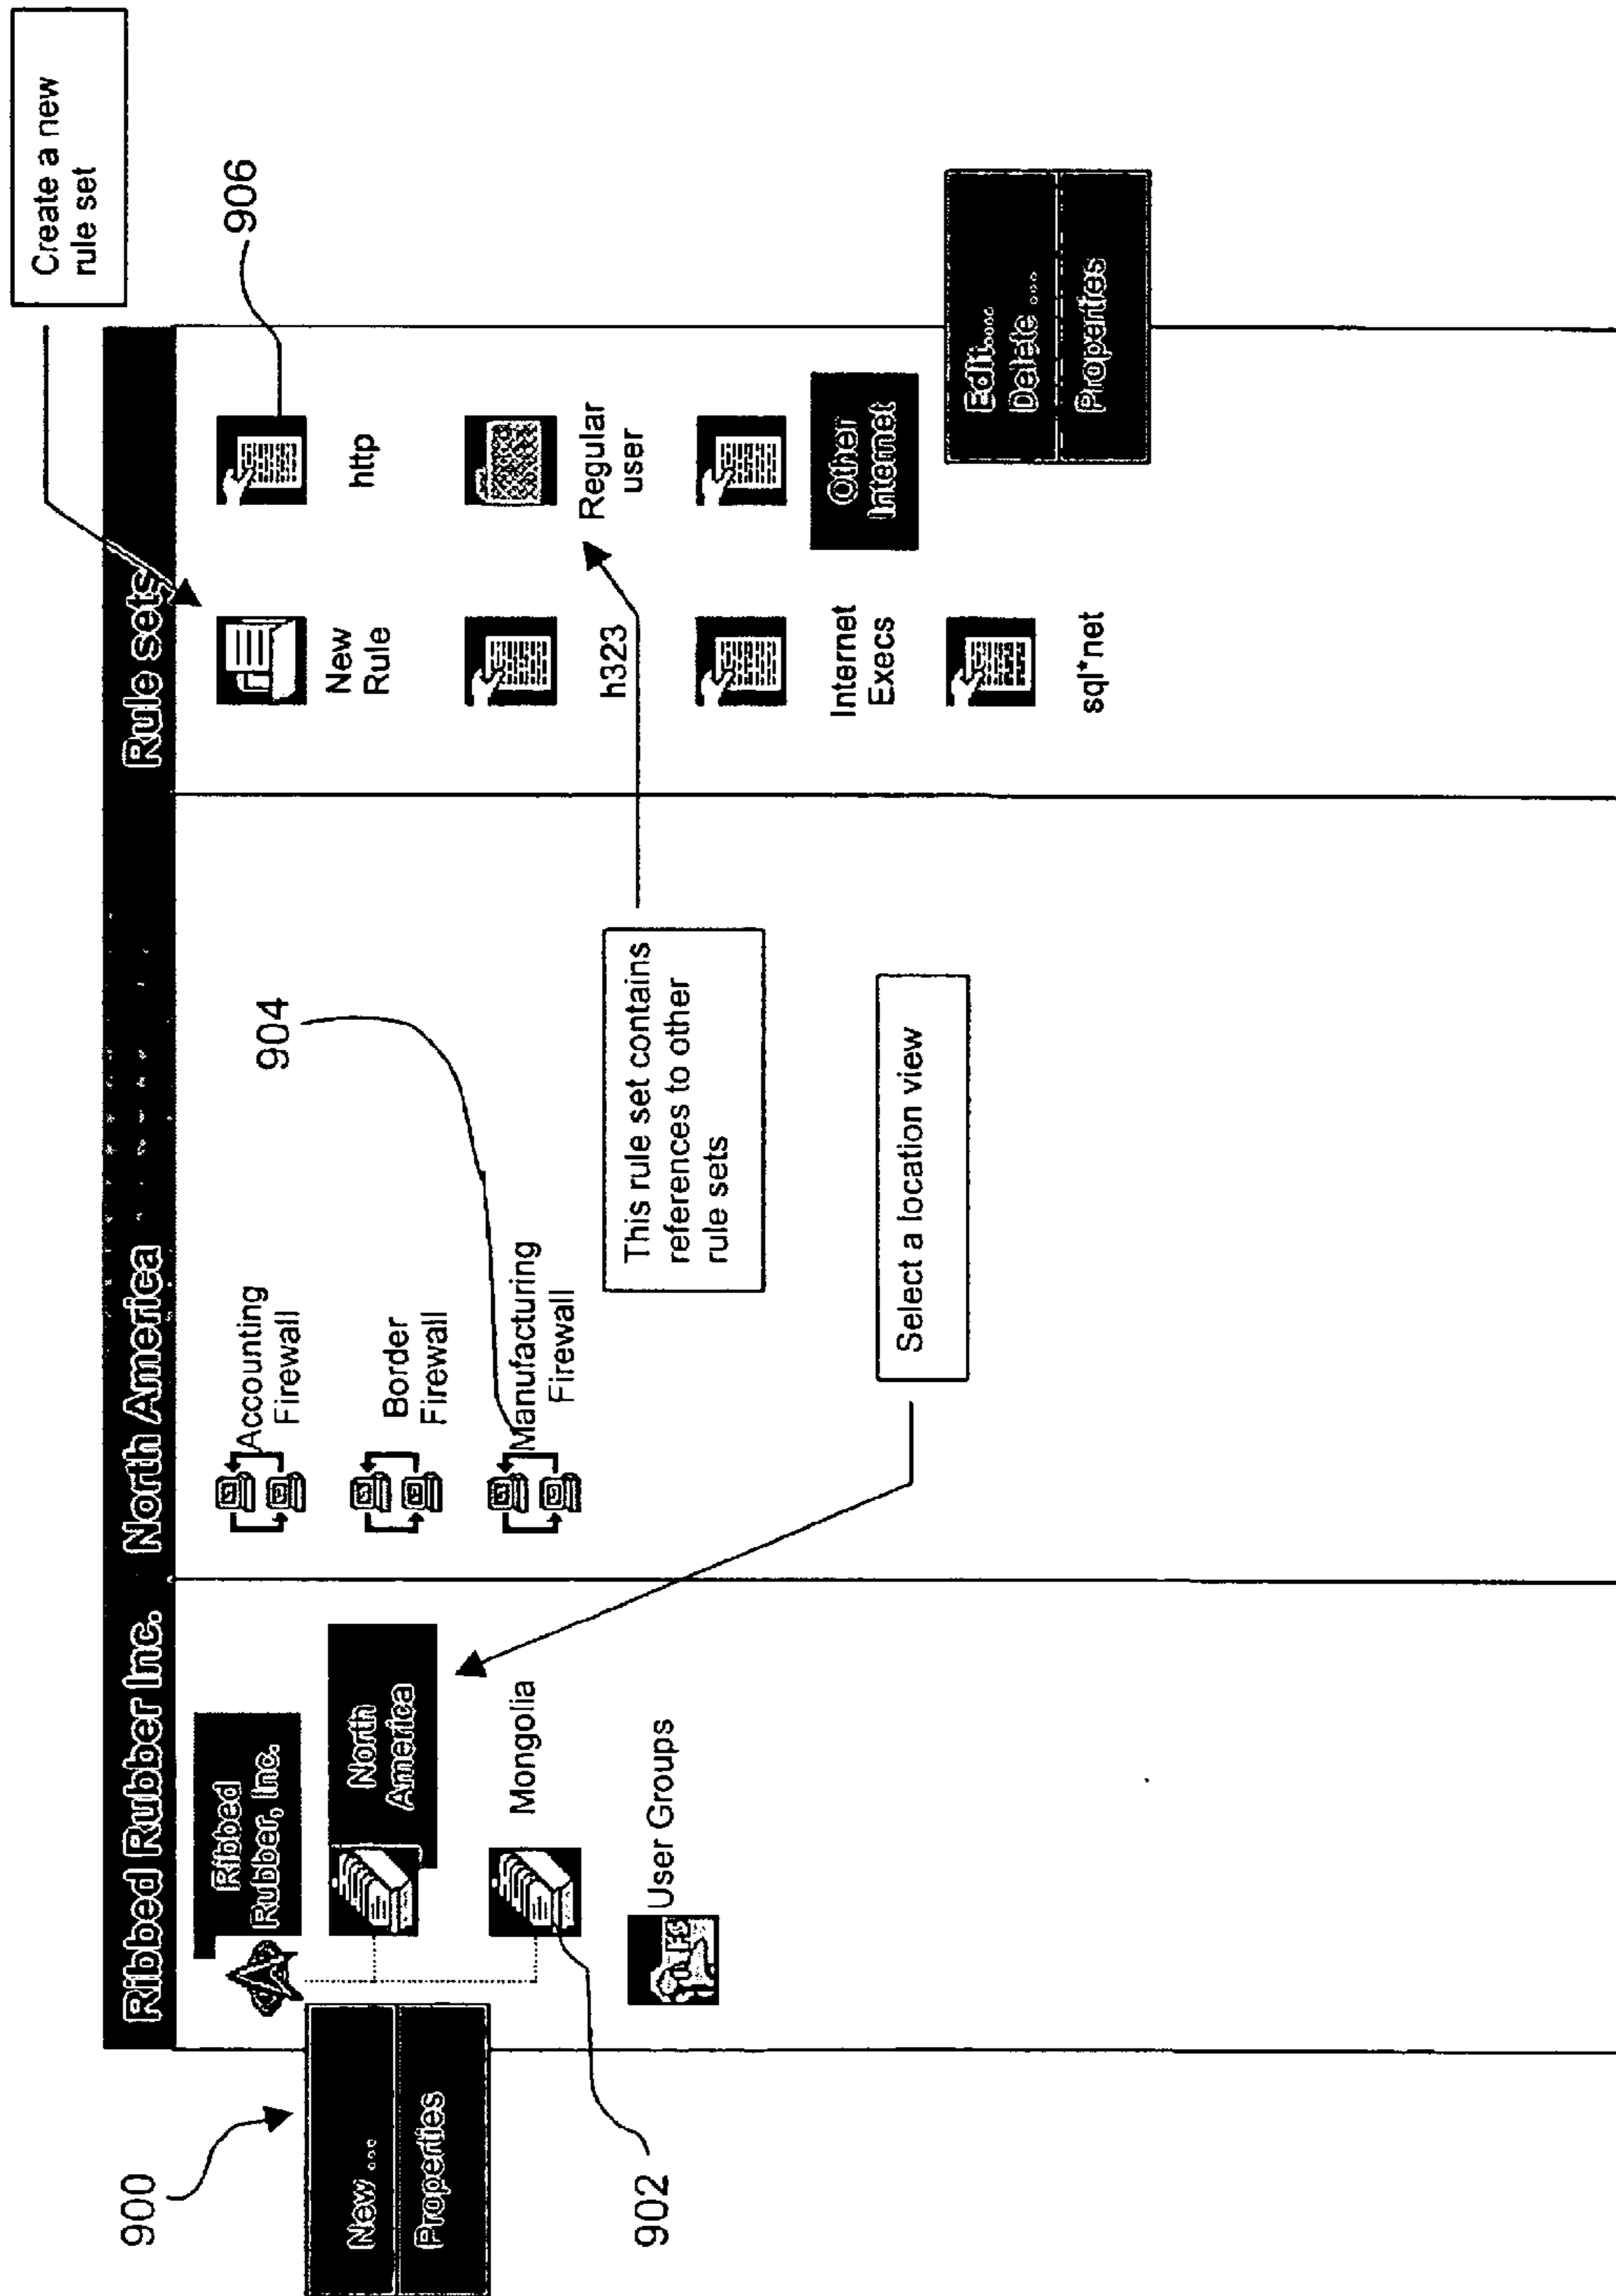 Create a new
rule set
Ribbed Rubber Inc.
North America
Rule sets
900
New ...
Properties
Ribbed
Rubber, Inc.
North
America
Mongolia
User Groups
902
Accounting
Firewall
Border
Firewall
Manufacturing
Firewall
904
This rule set contains
references to other
rule sets
Select a location view
New
Rule
http
906
h323
Regular
user
Internet
Execs
Other
Internet
sql*net
Edit.....
Delete ...
Properties